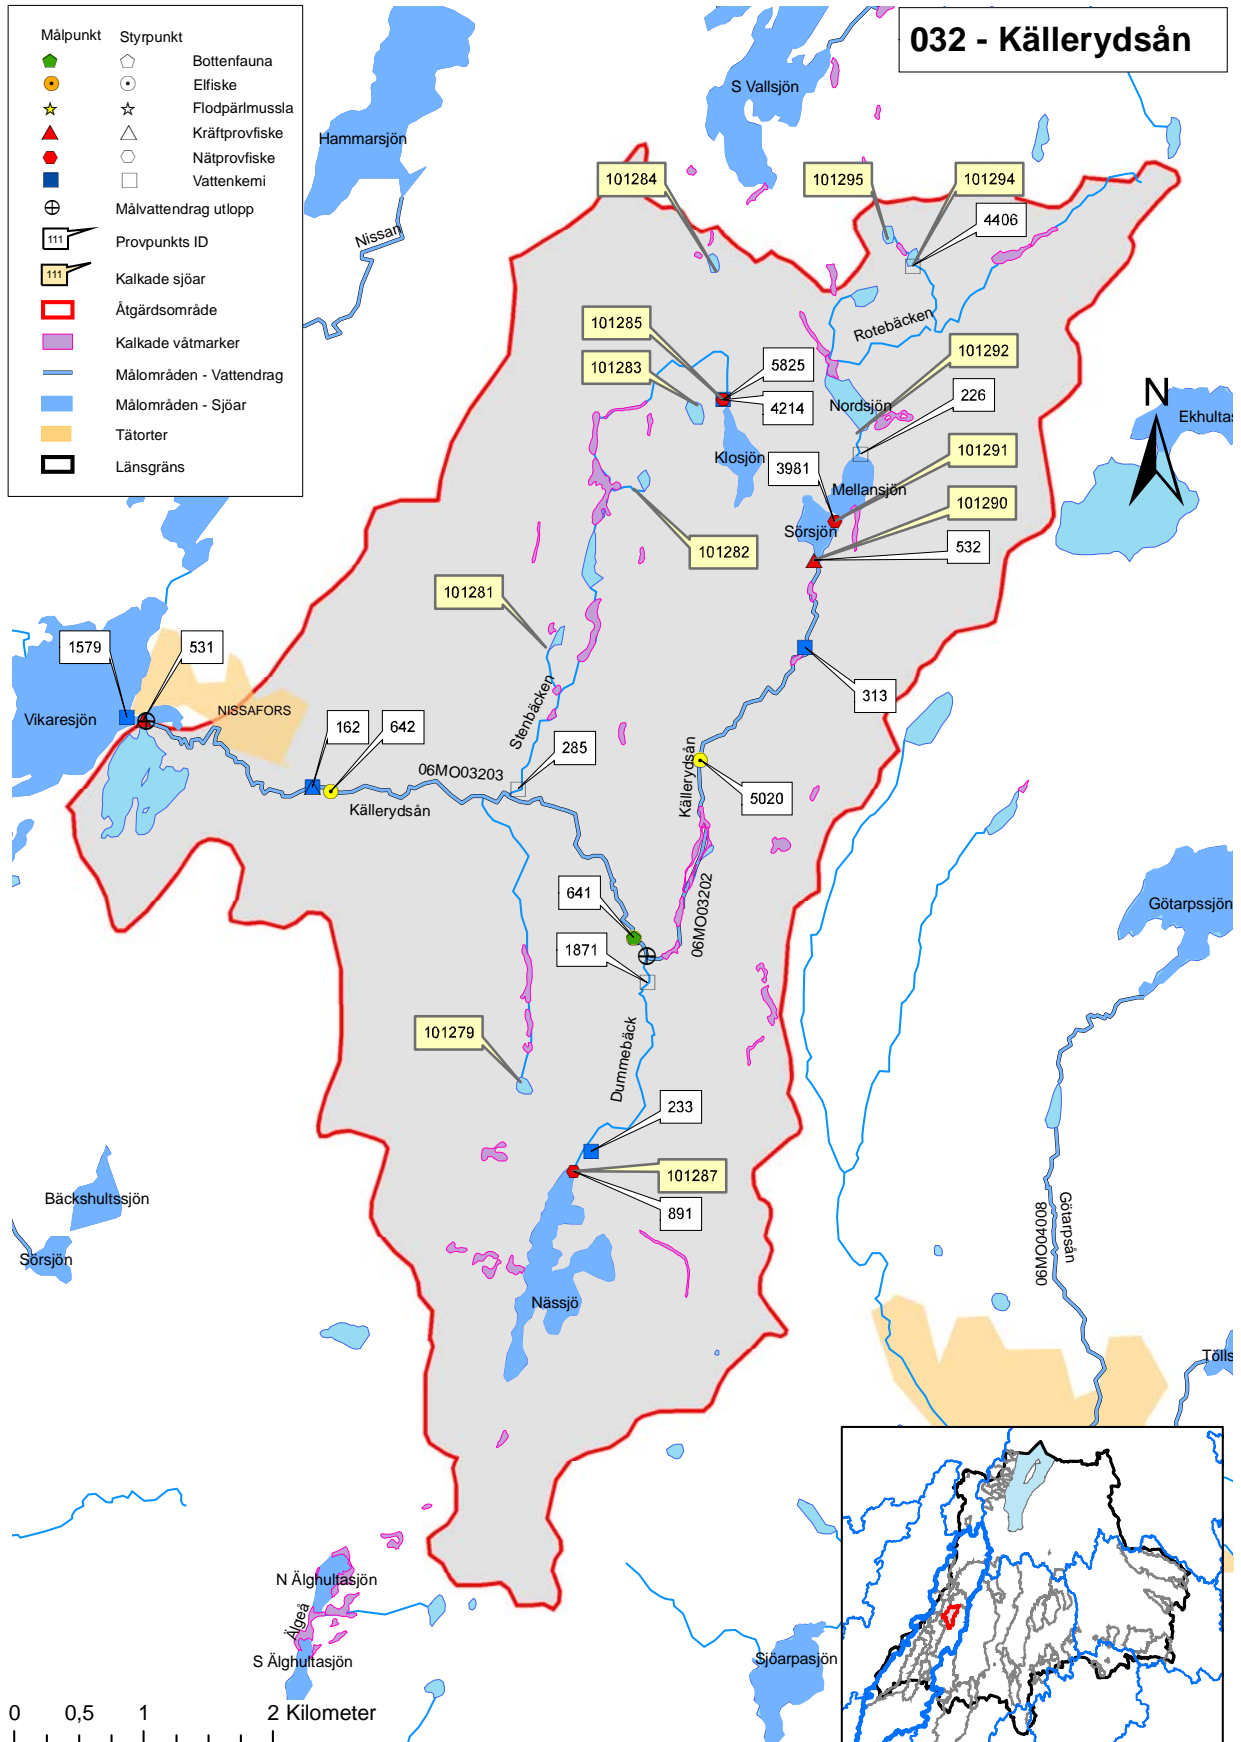 032 - Källerydsån
Målpunkt
Styrpunkt
Bottenfauna
Elfiske
Flodpärlmussla
Kräftprovfiske
Nätprovfiske
Vattenkemi
Målvattendrag utlopp
111
Provpunkts ID
111
Kalkade sjöar
Åtgärdsområde
Kalkade våtmarker
Målområden - Vattendrag
Målområden - Sjöar
Tätorter
Länsgräns
S Vallsjön
Hammarsjön
Nissan
101284
101295
101294
4406
Rotebäcken
101285
101283
5825
4214
101292
226
Nordsjön
N
Ekhultas
Klosjön
3981
101291
Mellansjön
101290
Sörsjön
532
101282
101281
1579
531
Vikaresjön
NISSAFORS
162
642
Stenbäcken
285
313
06MO03203
Källerydsån
Källerydsån
5020
641
1871
06MO03202
Götarpssjön
101279
Dummebäck
233
101287
891
Bäckshultssjön
Sörsjön
Nässjö
06MO04008
Götarpsån
Tölls
N Älghultasjön
Älgeå
S Älghultasjön
Sjöarpasjön
0 0,5 1 2 Kilometer